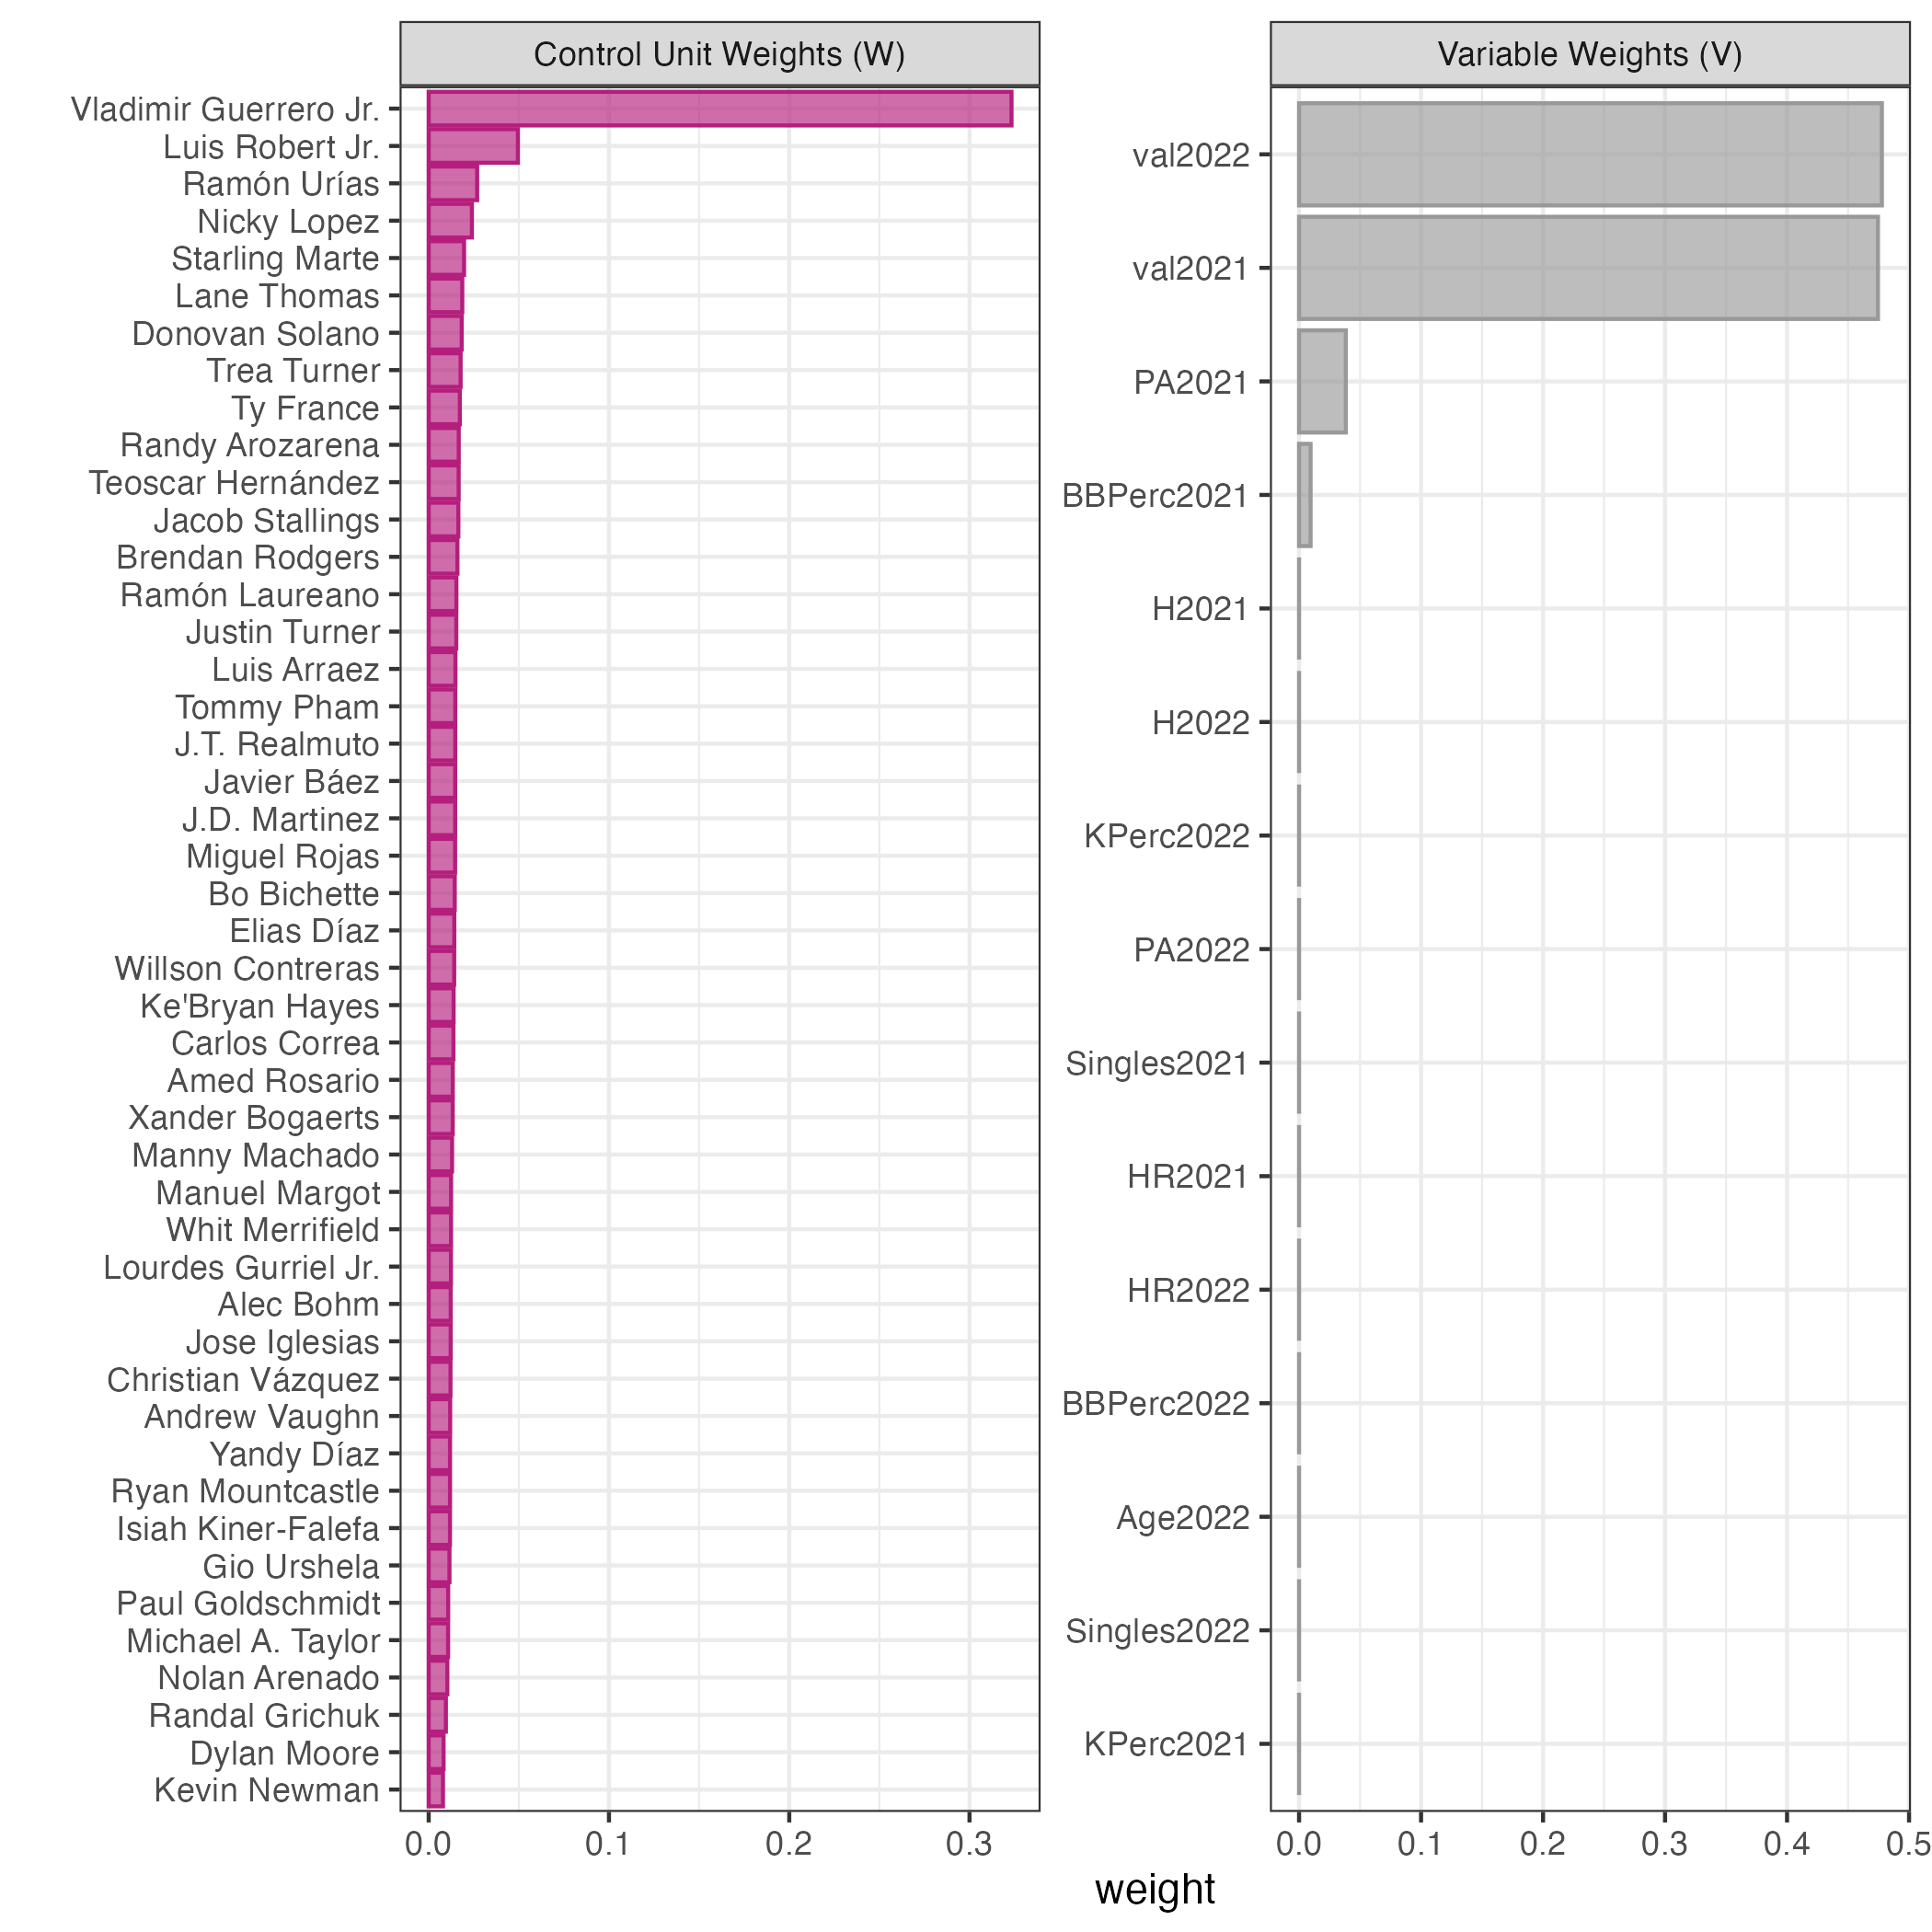 Control Unit Weights (W)
Vladimir Guerrero Jr.
Luis Robert Jr.
Ramón Urías
Nicky Lopez
Starling Marte
Lane Thomas
Donovan Solano
Trea Turner
Ty France
Randy Arozarena
Teoscar Hernández
Jacob Stallings
Brendan Rodgers
Ramón Laureano
Justin Turner
Luis Arraez
Tommy Pham
J.T. Realmuto
Javier Báez
J.D. Martinez
Miguel Rojas
Bo Bichette
Elias Díaz
Willson Contreras
Ke'Bryan Hayes
Carlos Correa
Amed Rosario
Xander Bogaerts
Manny Machado
Manuel Margot
Whit Merrifield
Lourdes Gurriel Jr.
Alec Bohm
Jose Iglesias
Christian Vázquez
Andrew Vaughn
Yandy Díaz
Ryan Mountcastle
Isiah Kiner-Falefa
Gio Urshela
Paul Goldschmidt
Michael A. Taylor
Nolan Arenado
Randal Grichuk
Dylan Moore
Kevin Newman
0.0 0.1 0.2 0.3
Variable Weights (V)
val2022
val2021
PA2021
BBPerc2021
H2021
H2022
KPerc2022
PA2022
Singles2021
HR2021
HR2022
BBPerc2022
Age2022
Singles2022
KPerc2021
0.0 0.1 0.2 0.3 0.4 0.5
weight